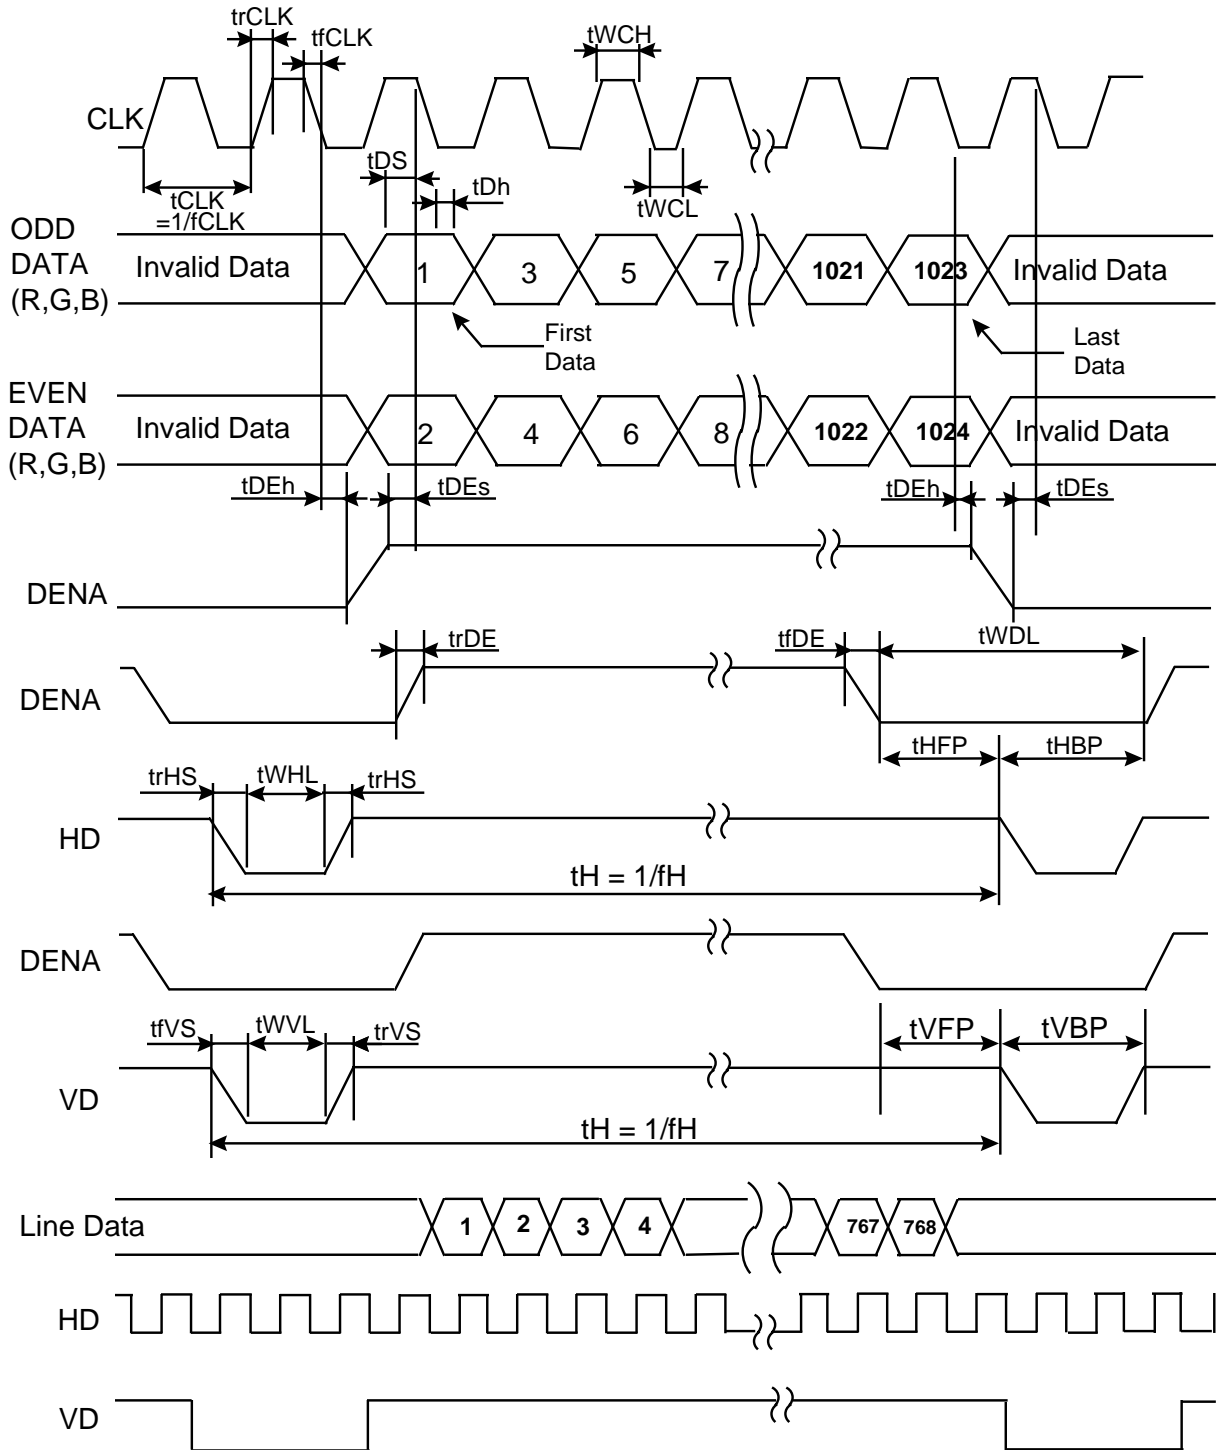 trCLK
tfCLK
tWCH
CLK
tDS
tDh
tWCL
tCLK
=1/fCLK
ODD
DATA
(R,G,B)
Invalid Data
1
3
5
7
1021
1023
Invalid Data
First
Data
Last
Data
EVEN
DATA
(R,G,B)
Invalid Data
2
4
6
8
1022
1024
Invalid Data
tDEh
tDEs
tDEh
tDEs
DENA
trDE
tfDE
tWDL
DENA
tHFP
tHBP
trHS
tWHL
trHS
HD
tH = 1/fH
DENA
tfVS
tWVL
trVS
tVFP
tVBP
VD
tH = 1/fH
Line Data
1
2
3
4
767
768
HD
VD